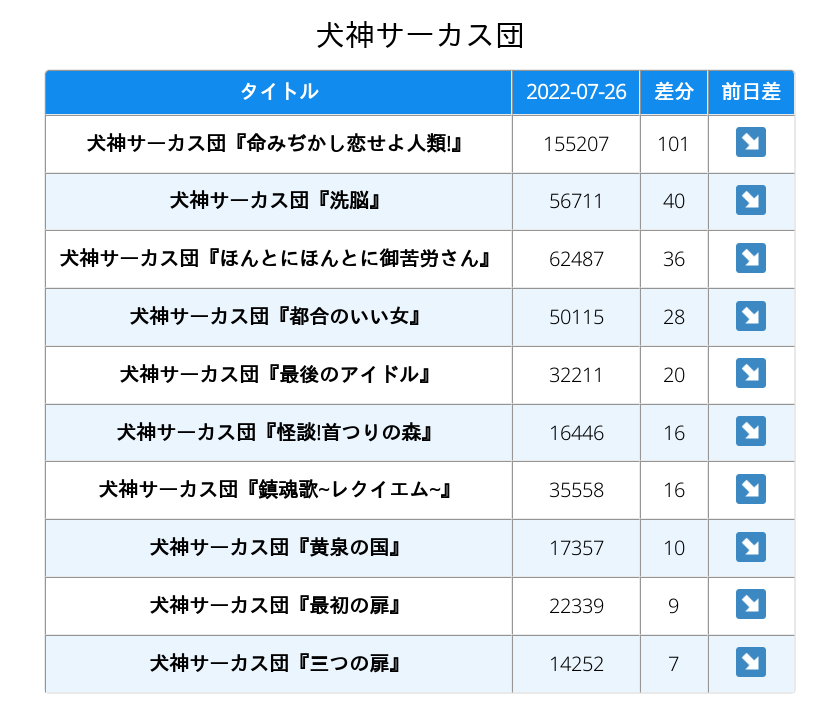 犬神サーカス団
タイトル 2022-07-26 差分 前日差
犬神サーカス団『命みぢかし恋せよ人類!』 155207 101 ↘
犬神サーカス団『洗脳』 56711 40 ↘
犬神サーカス団『ほんとにほんとに御苦労さん』 62487 36 ↘
犬神サーカス団『都合のいい女』 50115 28 ↘
犬神サーカス団『最後のアイドル』 32211 20 ↘
犬神サーカス団『怪談!首つりの森』 16446 16 ↘
犬神サーカス団『鎮魂歌~レクイエム~』 35558 16 ↘
犬神サーカス団『黄泉の国』 17357 10 ↘
犬神サーカス団『最初の扉』 22339 9 ↘
犬神サーカス団『三つの扉』 14252 7 ↘